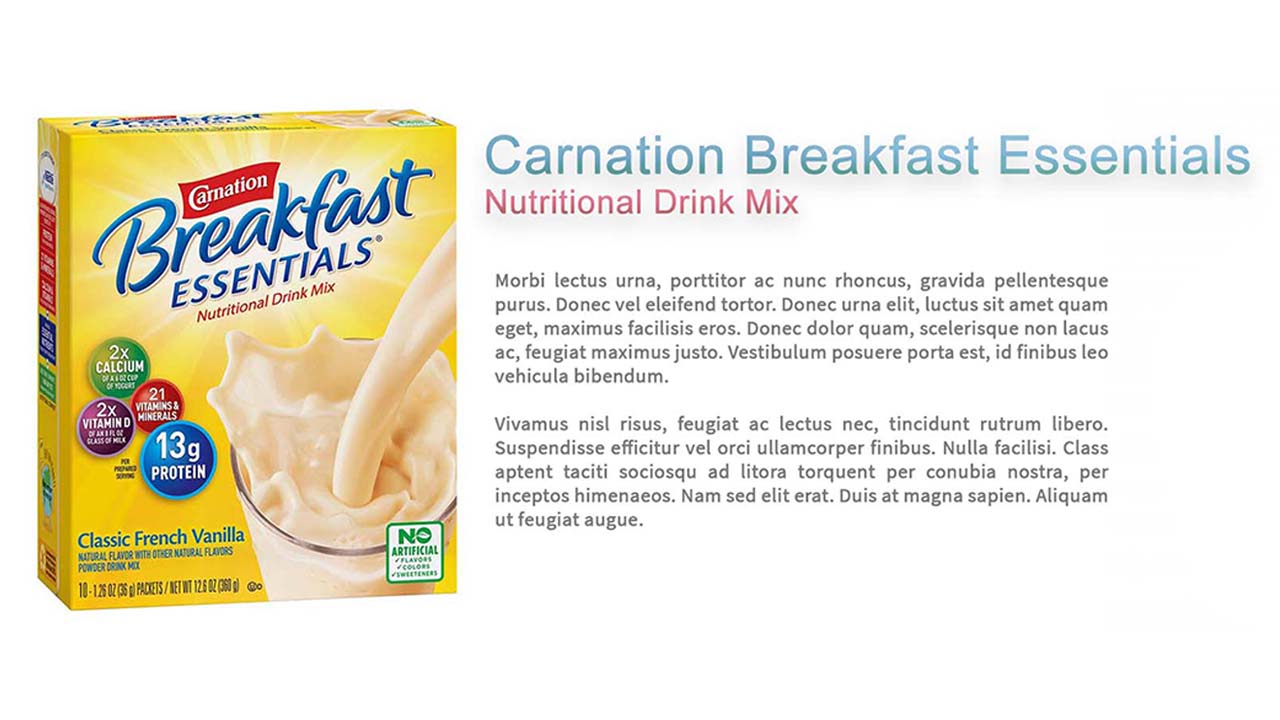 Classic French Vanilla
Carnation
Breakfast
ESSENTIALS®
Nutritional Drink Mix
2x
CALCIUM
OF A 6 OZ CUP
OF YOGURT
21
VITAMINS &
MINERALS
2x
VITAMIN D
OF AN 8 FL OZ
GLASS OF MILK
13g
PROTEIN
PER
PREPARED
SERVING
Classic French Vanilla
NATURAL FLAVOR WITH OTHER NATURAL FLAVORS
POWDER DRINK MIX
10 - 1.26 OZ (36 g) PACKETS / NET WT 12.6 OZ (360 g)
NO
ARTIFICIAL
✓FLAVORS
✓COLORS
✓SWEETENERS
Carnation Breakfast Essentials
Nutritional Drink Mix
Morbi lectus urna, porttitor ac nunc rhoncus, gravida pellentesque
purus. Donec vel eleifend tortor. Donec urna elit, luctus sit amet quam
eget, maximus facilisis eros. Donec dolor quam, scelerisque non lacus
ac, feugiat maximus justo. Vestibulum posuere porta est, id finibus leo
vehicula bibendum.
Vivamus nisl risus, feugiat ac lectus nec, tincidunt rutrum libero.
Suspendisse efficitur vel orci ullamcorper finibus. Nulla facilisi. Class
aptent taciti sociosqu ad litora torquent per conubia nostra, per
inceptos himenaeos. Nam sed elit erat. Duis at magna sapien. Aliquam
ut feugiat augue.